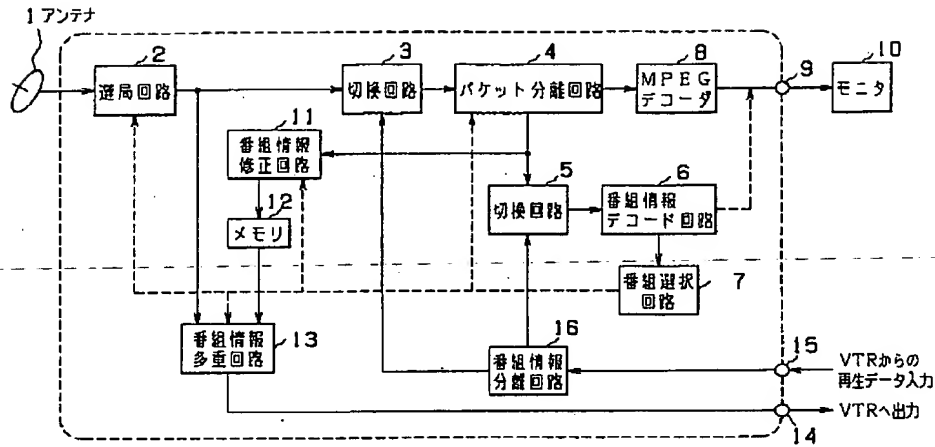 1 アンテナ
2
選局回路
3
切換回路
4
パケット分離回路
8
MPEG
デコーダ
9
10
モニタ
11
番組情報
修正回路
12
メモリ
5
切換回路
6
番組情報
デコード回路
番組選択
回路
7
番組情報
多重回路
13
16
番組情報
分離回路
15
VTRからの
再生データ入力
VTRへ出力
14